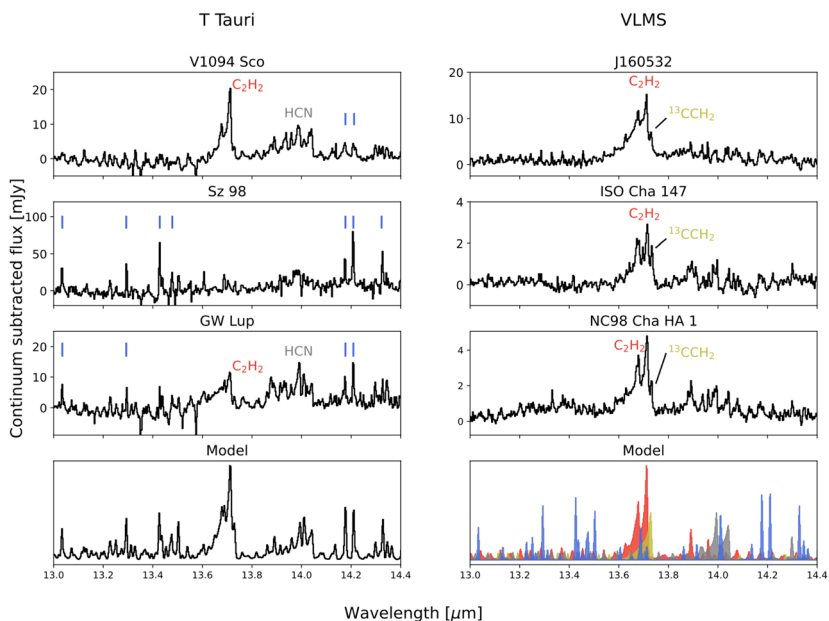 T Tauri
VLMS
V1094 Sco
J160532
C₂H₂
HCN
C₂H₂
¹³CCH₂
20
10
0
20
10
0
Sz 98
ISO Cha 147
C₂H₂
¹³CCH₂
100
50
0
4
2
0
GW Lup
NC98 Cha HA 1
C₂H₂
HCN
C₂H₂
¹³CCH₂
20
10
0
4
2
0
Continuum subtracted flux [mJy]
Model
Model
13.0 13.2 13.4 13.6 13.8 14.0 14.2 14.4
13.0 13.2 13.4 13.6 13.8 14.0 14.2 14.4
Wavelength [μm]